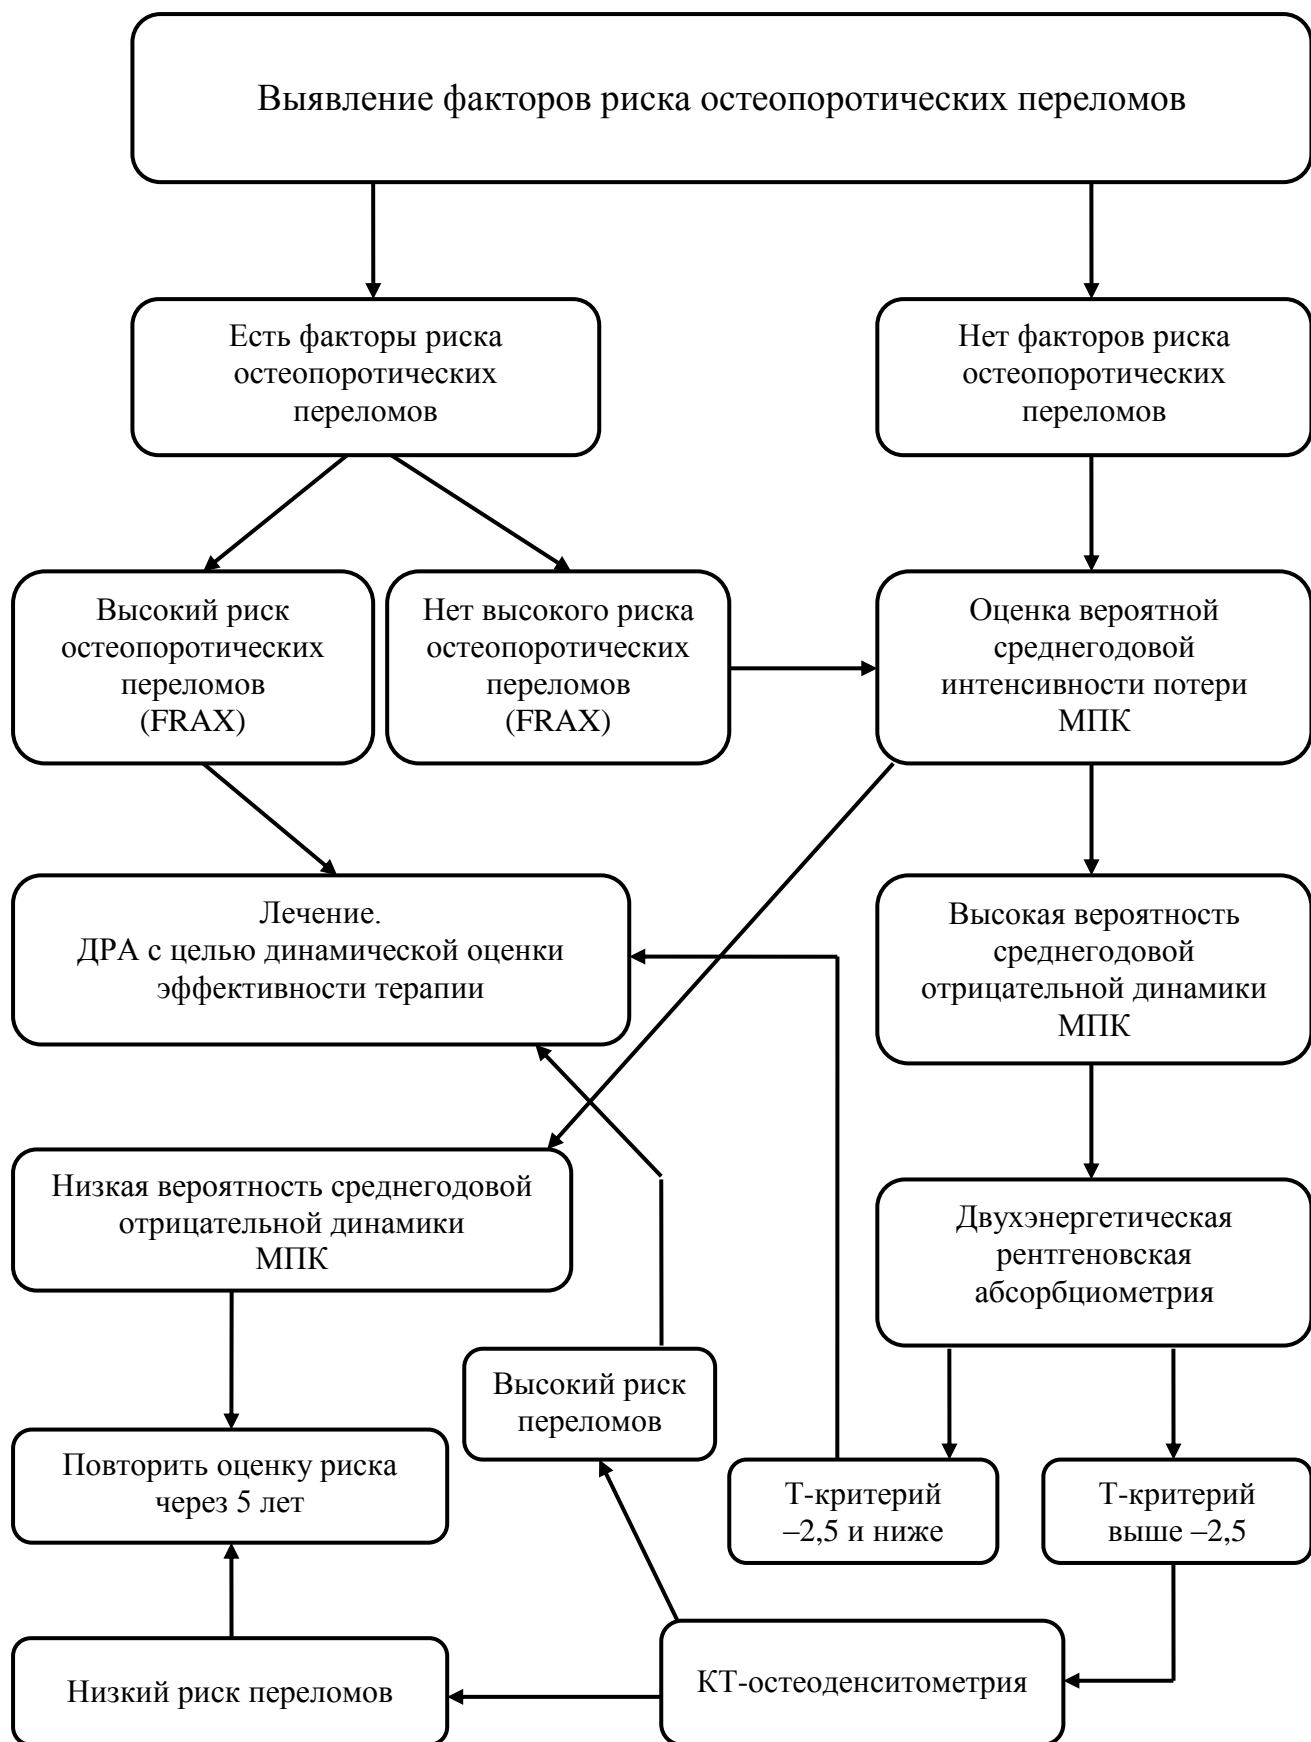 Выявление факторов риска остеопоротических переломов
Есть факторы риска
остеопоротических
переломов
Нет факторов риска
остеопоротических
переломов
Высокий риск
остеопоротических
переломов
(FRAX)
Нет высокого риска
остеопоротических
переломов
(FRAX)
Оценка вероятной
среднегодовой
интенсивности потери
МПК
Лечение.
ДРА с целью динамической оценки
эффективности терапии
Высокая вероятность
среднегодовой
отрицательной динамики
МПК
Низкая вероятность среднегодовой
отрицательной динамики
МПК
Двухэнергетическая
рентгеновская
абсорбциометрия
Высокий риск
переломов
Повторить оценку риска
через 5 лет
Т-критерий
–2,5 и ниже
Т-критерий
выше –2,5
Низкий риск переломов
КТ-остеоденситометрия